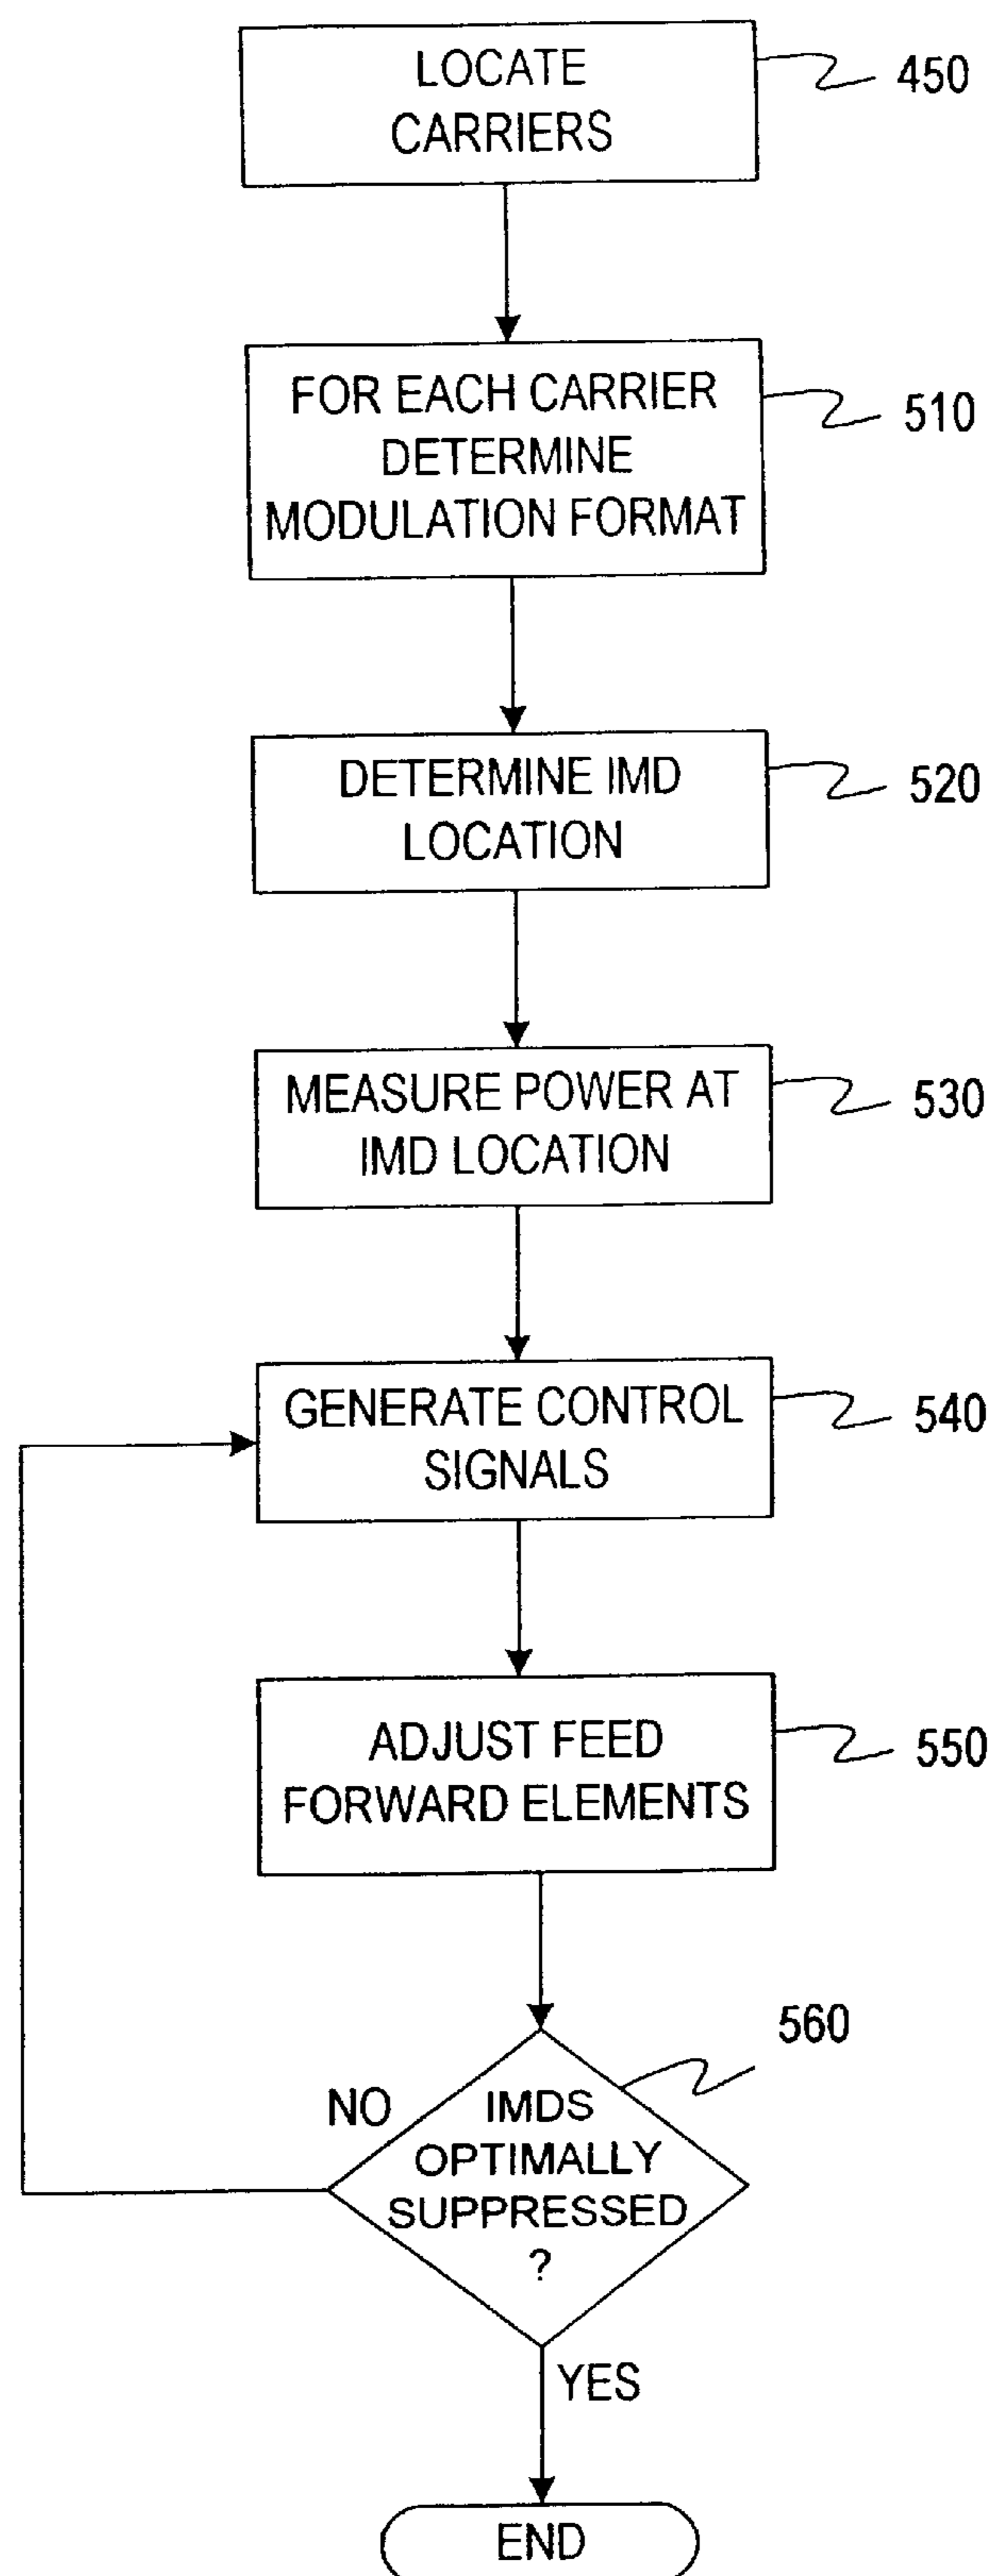 LOCATE
CARRIERS
450
FOR EACH CARRIER
DETERMINE
MODULATION FORMAT
510
DETERMINE IMD
LOCATION
520
MEASURE POWER AT
IMD LOCATION
530
GENERATE CONTROL
SIGNALS
540
ADJUST FEED
FORWARD ELEMENTS
550
560
NO
IMDS
OPTIMALLY
SUPPRESSED
?
YES
END